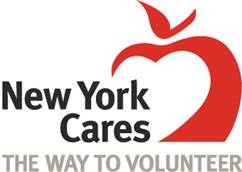 New York
Cares
THE WAY TO VOLUNTEER